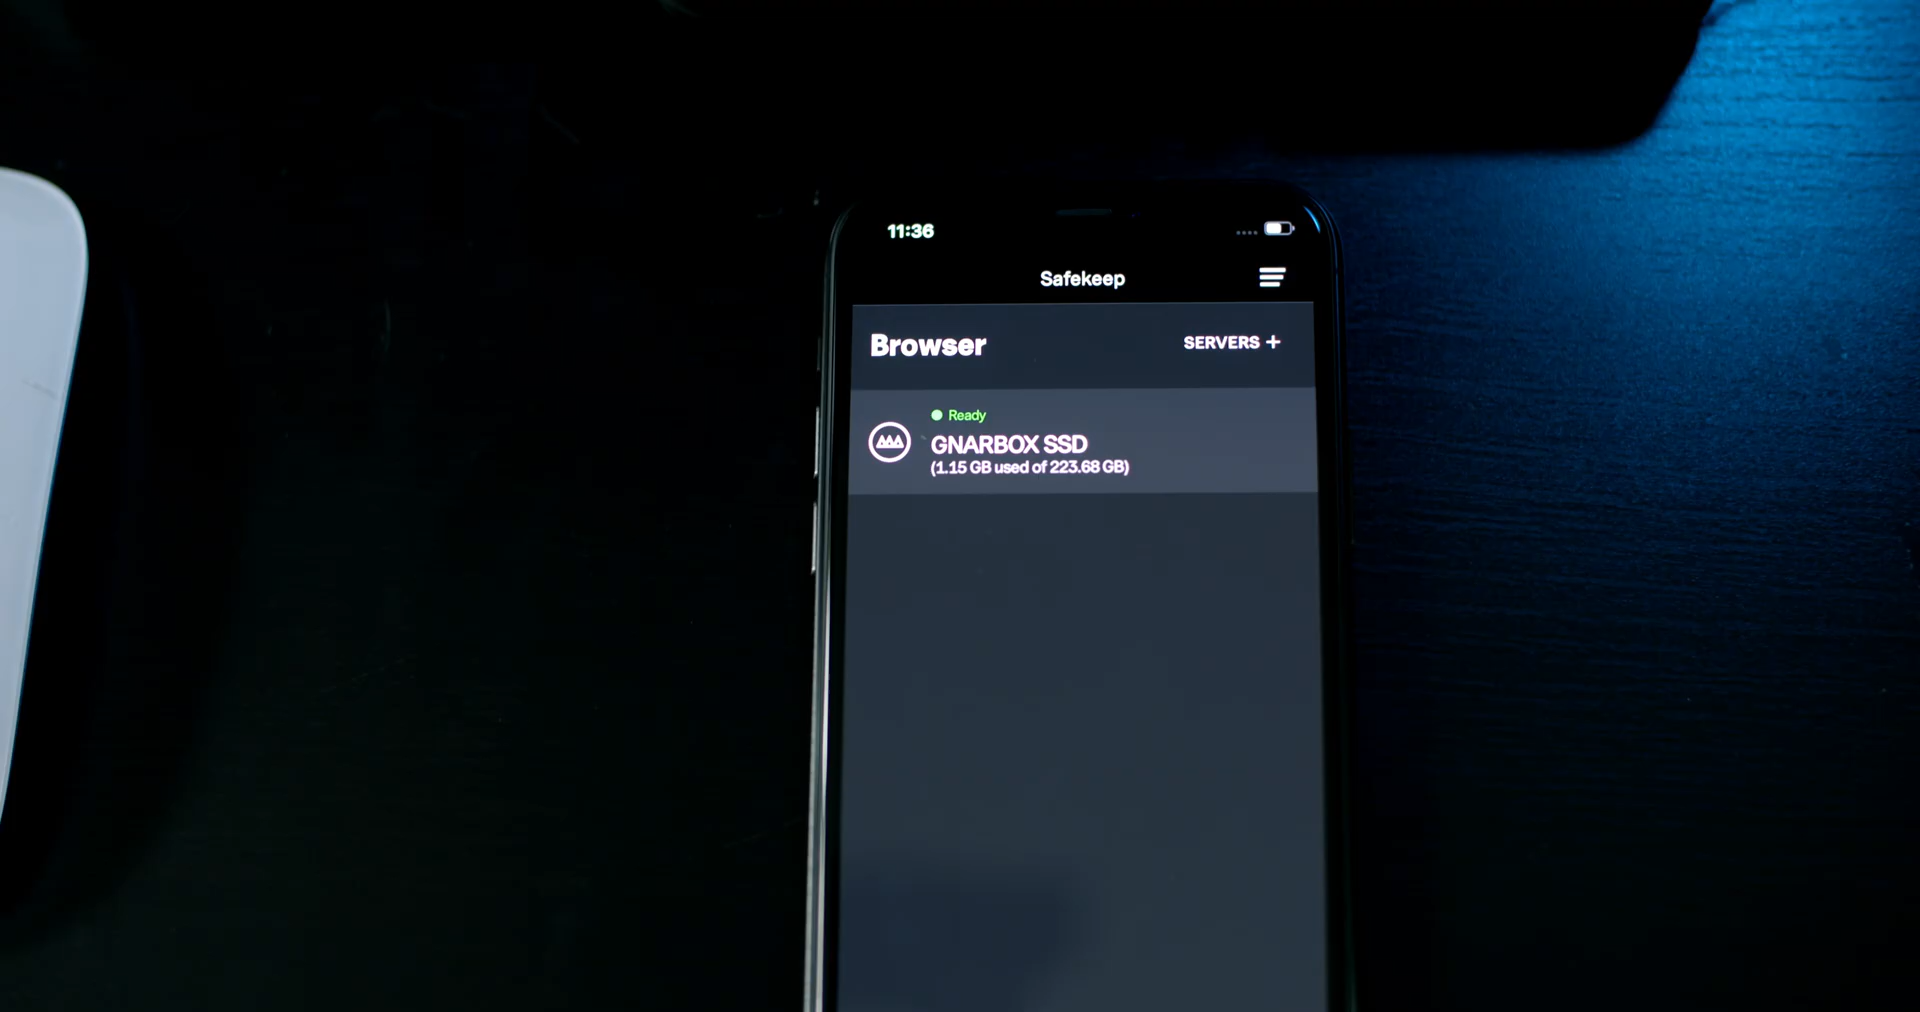 11:36
Safekeep
Browser
SERVERS +
Ready
GNARBOX SSD
(1.15 GB used of 223.68 GB)